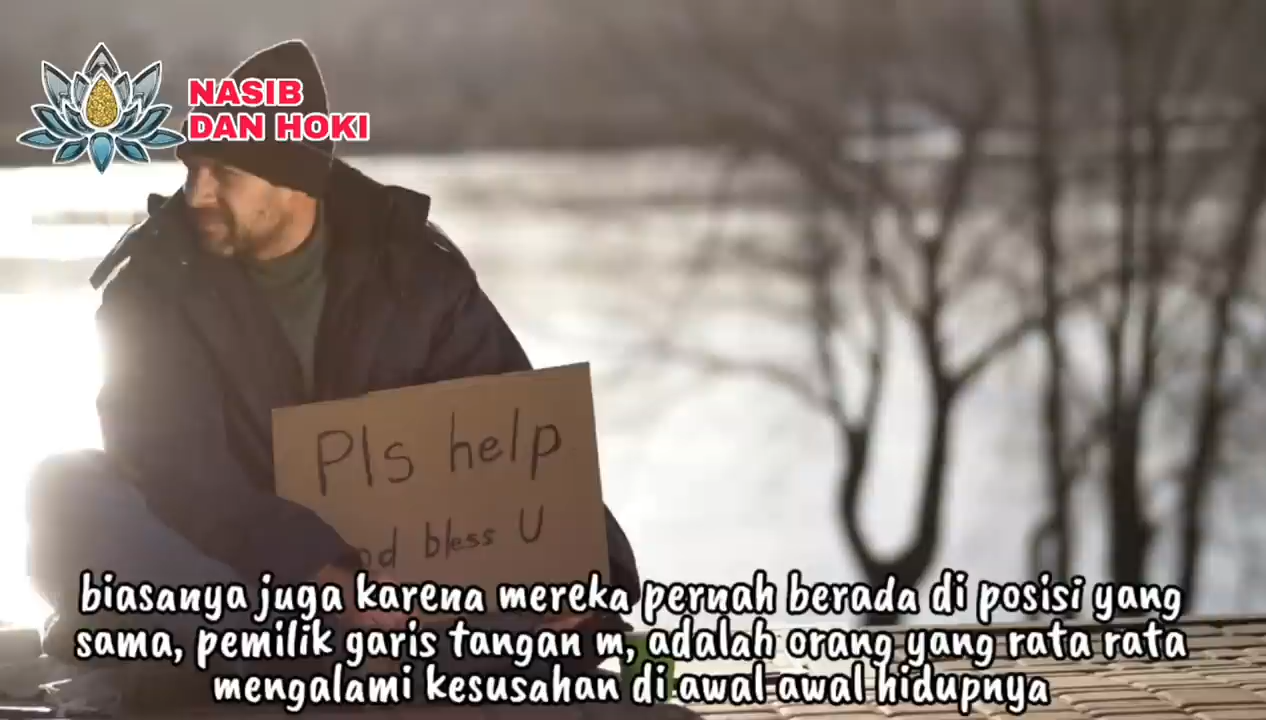 NASIB
DAN HOKI
Pls help
bless U
biasanya juga karena mereka pernah berada di posisi yang
sama, pemilik garis tangan m, adalah orang yang rata rata
mengalami kesusahan di awal awal hidupnya